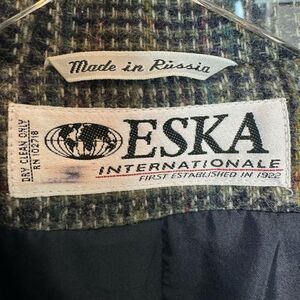 Made in Russia
DRY CLEAN ONLY
RN 102718
ESKA
INTERNATIONALE
FIRST ESTABLISHED IN 1922